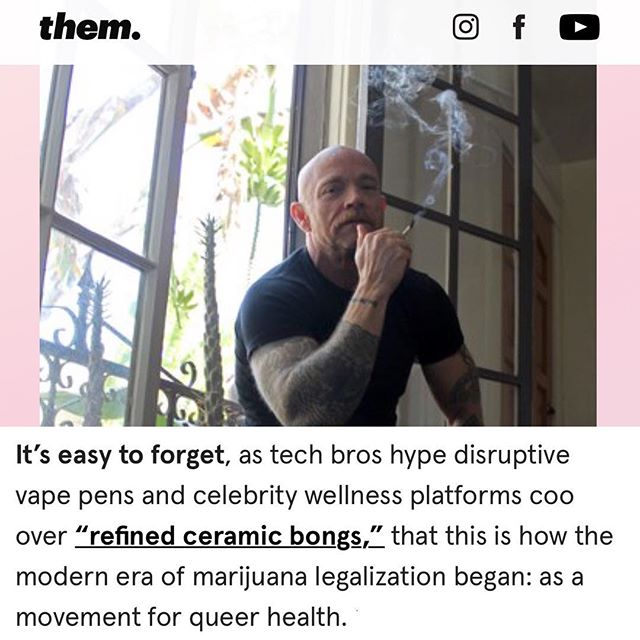 them.
It’s easy to forget, as tech bros hype disruptive
vape pens and celebrity wellness platforms coo
over “refined ceramic bongs,” that this is how the
modern era of marijuana legalization began: as a
movement for queer health.